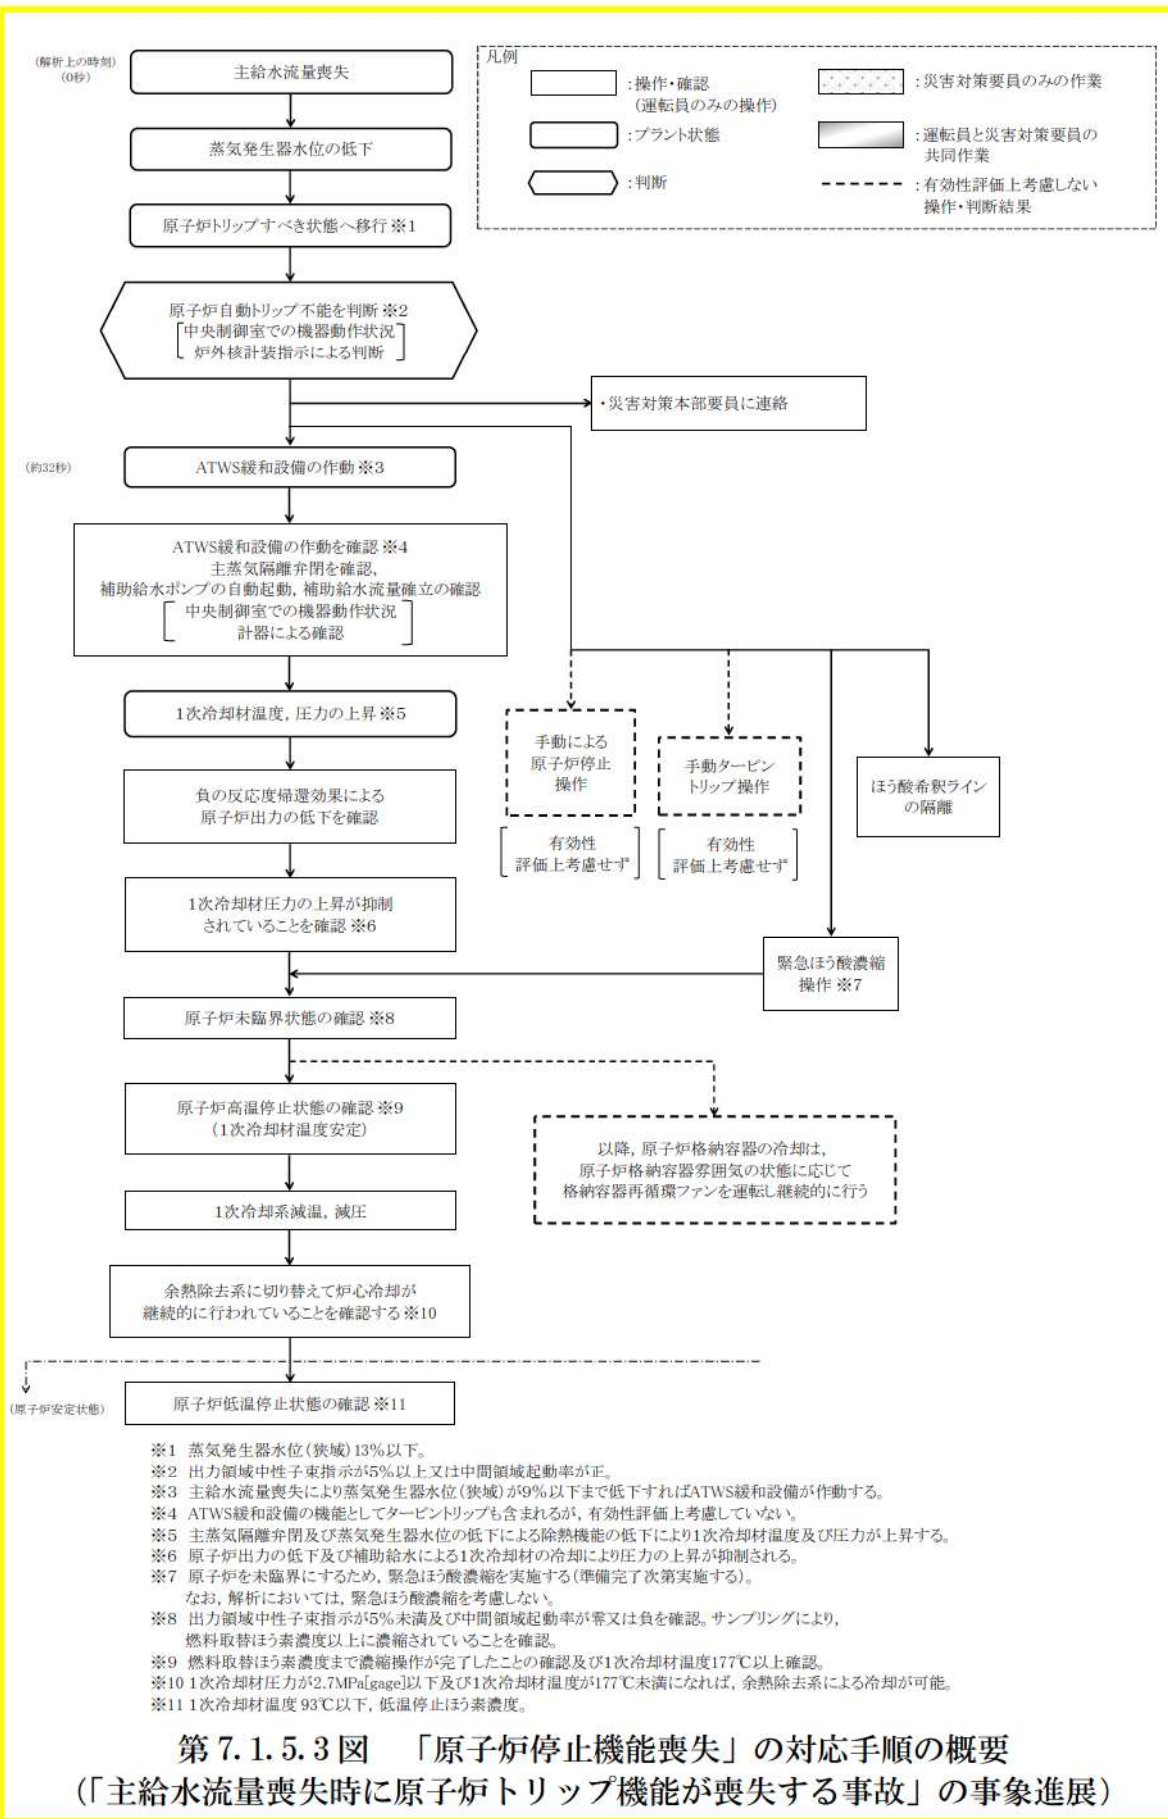 (解析上の時刻)
(0秒)
主給水流量喪失
蒸気発生器水位の低下
原子炉トリップすべき状態へ移行※1
原子炉自動トリップ不能を判断※2
中央制御室での機器動作状況
炉外核計装指示による判断
凡例
:操作・確認
(運転員のみの操作)
:プラント状態
:判断
:災害対策要員のみの作業
:運転員と災害対策要員の
共同作業
:有効性評価上考慮しない
操作・判断結果
・災害対策本部要員に連絡
(約32秒)
ATWS緩和設備の作動※3
ATWS緩和設備の作動を確認※4
主蒸気隔離弁閉を確認,
補助給水ポンプの自動起動, 補助給水流量確立の確認
中央制御室での機器動作状況
計器による確認
1次冷却材温度, 圧力の上昇※5
負の反応度帰還効果による
原子炉出力の低下を確認
1次冷却材圧力の上昇が抑制
されていることを確認※6
手動による
原子炉停止
操作
有効性
評価上考慮せず
手動タービン
トリップ操作
有効性
評価上考慮せず
ほう酸希釈ライン
の隔離
緊急ほう酸濃縮
操作※7
原子炉未臨界状態の確認※8
原子炉高温停止状態の確認※9
(1次冷却材温度安定)
以降, 原子炉格納容器の冷却は,
原子炉格納容器雰囲気の状態に応じて
格納容器再循環ファンを運転し継続的に行う
1次冷却系減温, 減圧
余熱除去系に切り替えて炉心冷却が
継続的に行われていることを確認する※10
(原子炉安定状態)
原子炉低温停止状態の確認※11
※1 蒸気発生器水位(狭域)13%以下。
※2 出力領域中性子束指示が5%以上又は中間領域起動率が正。
※3 主給水流量喪失により蒸気発生器水位(狭域)が9%以下まで低下すればATWS緩和設備が作動する。
※4 ATWS緩和設備の機能としてタービントリップも含まれるが, 有効性評価上考慮していない。
※5 主蒸気隔離弁閉及び蒸気発生器水位の低下による除熱機能の低下により1次冷却材温度及び圧力が上昇する。
※6 原子炉出力の低下及び補助給水による1次冷却材の冷却により圧力の上昇が抑制される。
※7 原子炉を未臨界にするため, 緊急ほう酸濃縮を実施する(準備完了次第実施する)。
なお, 解析においては, 緊急ほう酸濃縮を考慮しない。
※8 出力領域中性子束指示が5%未満及び中間領域起動率が零又は負を確認。サンプリングにより,
燃料取替ほう素濃度以上に濃縮されていることを確認。
※9 燃料取替ほう素濃度まで濃縮操作が完了したことの確認及び1次冷却材温度177℃以上確認。
※10 1次冷却材圧力が2.7MPa[gage]以下及び1次冷却材温度が177℃未満になれば, 余熱除去系による冷却が可能。
※11 1次冷却材温度93℃以下, 低温停止ほう素濃度。
第7.1.5.3図 「原子炉停止機能喪失」の対応手順の概要
(「主給水流量喪失時に原子炉トリップ機能が喪失する事故」の事象進展)